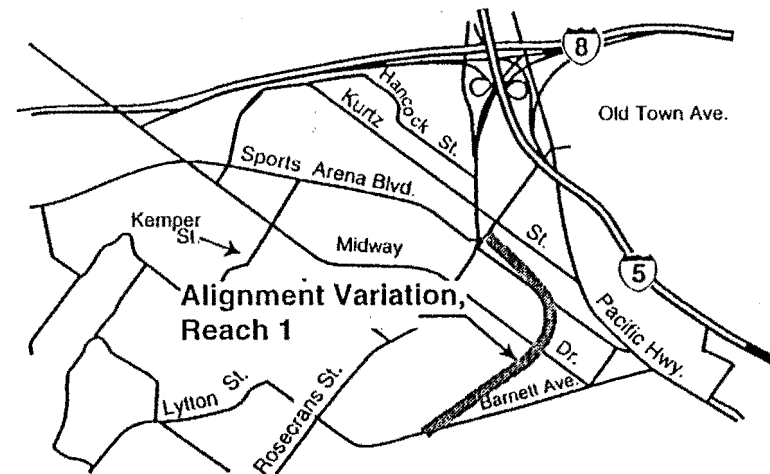 8
Old Town Ave.
Hancock St.
Kurtz
St.
Sports Arena Blvd.
Kemper
St.
Midway
Dr.
5
Pacific Hwy.
Alignment Variation,
Reach 1
Barnett Ave.
Lytton St.
Rosecrans St.